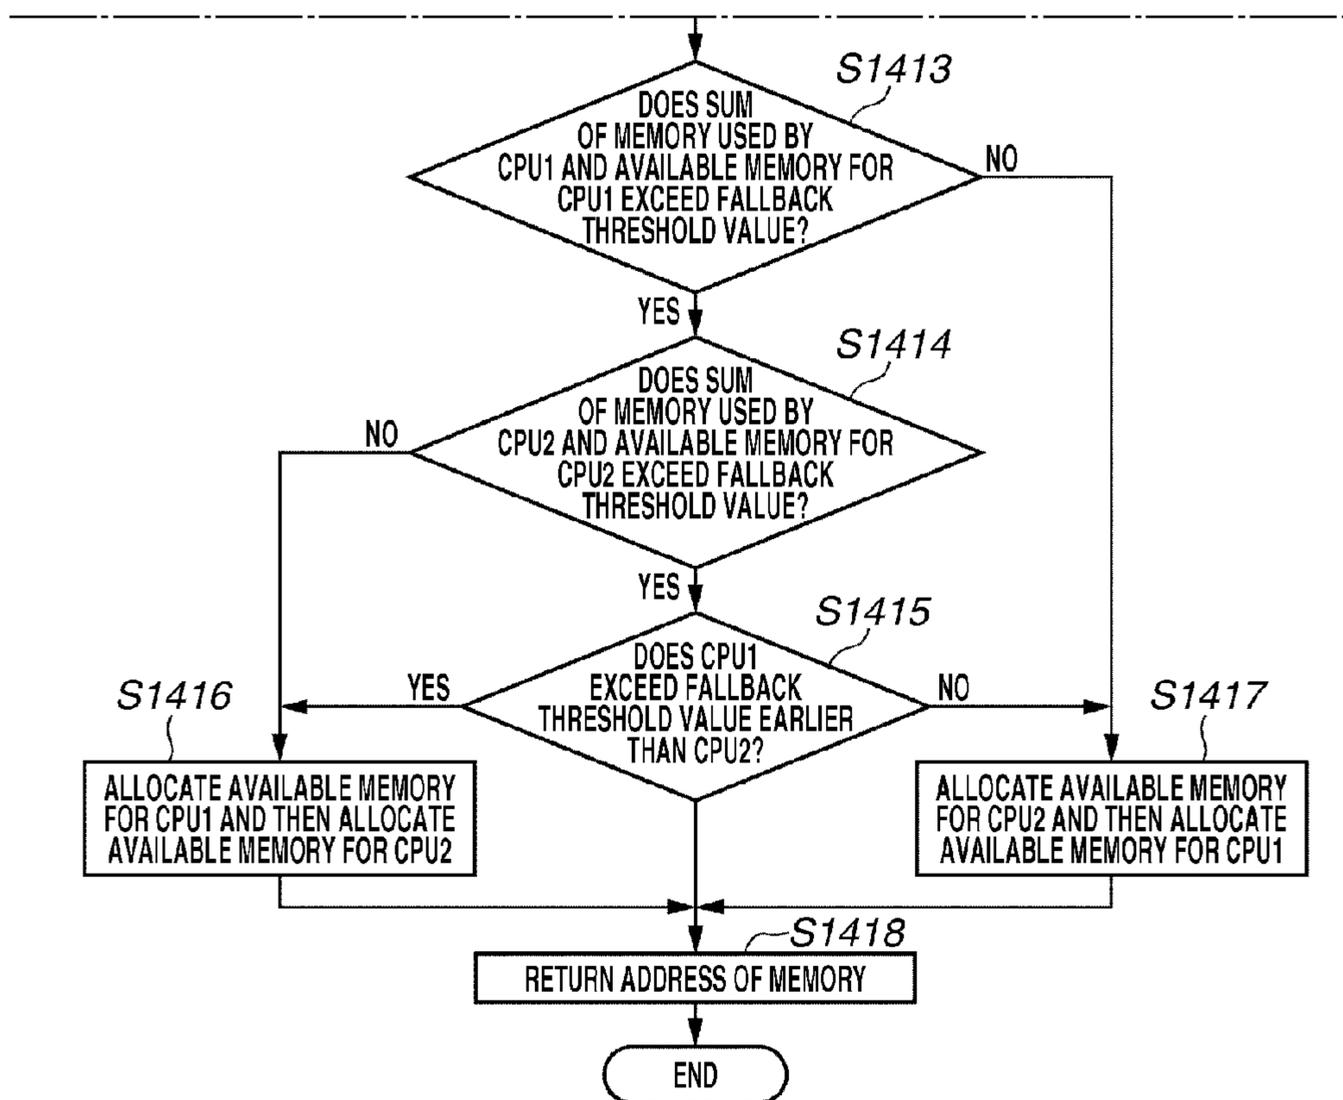 S1413
DOES SUM
OF MEMORY USED BY
CPU1 AND AVAILABLE MEMORY FOR
CPU1 EXCEED FALLBACK
THRESHOLD VALUE?
NO
YES
S1414
DOES SUM
OF MEMORY USED BY
CPU2 AND AVAILABLE MEMORY FOR
CPU2 EXCEED FALLBACK
THRESHOLD VALUE?
NO
YES
S1415
DOES CPU1
EXCEED FALLBACK
THRESHOLD VALUE EARLIER
THAN CPU2?
YES
NO
S1416
ALLOCATE AVAILABLE MEMORY
FOR CPU1 AND THEN ALLOCATE
AVAILABLE MEMORY FOR CPU2
S1417
ALLOCATE AVAILABLE MEMORY
FOR CPU2 AND THEN ALLOCATE
AVAILABLE MEMORY FOR CPU1
S1418
RETURN ADDRESS OF MEMORY
END